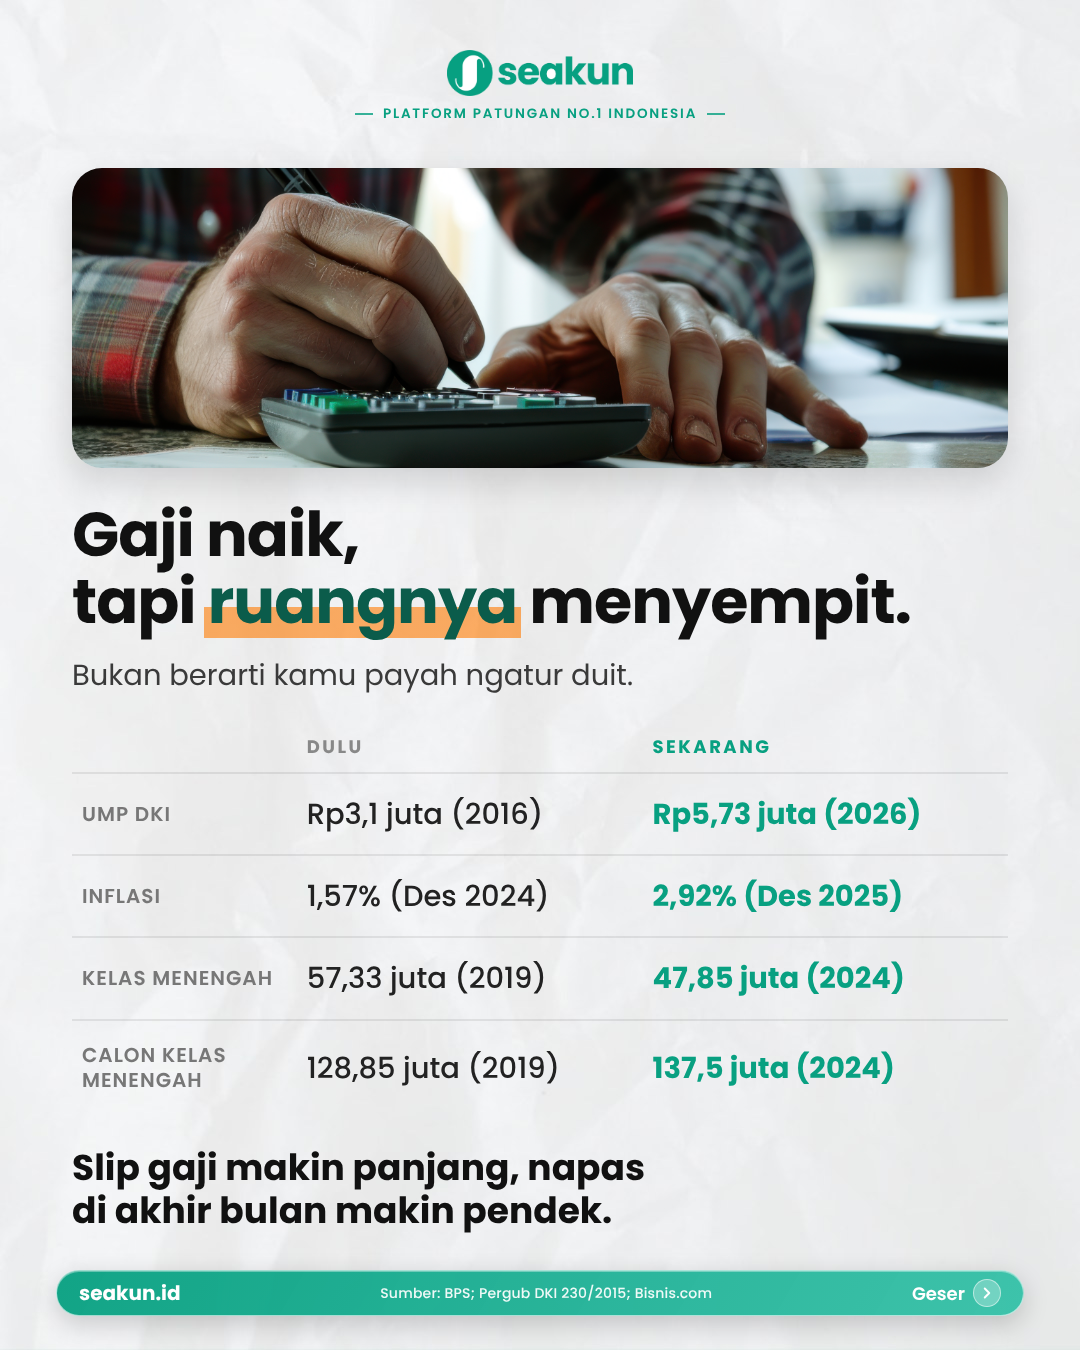 seakun
PLATFORM PATUNGAN NO.1 INDONESIA
Gaji naik,
tapi ruangnya menyempit.
Bukan berarti kamu payah ngatur duit.
DULU SEKARANG
UMP DKI Rp3,1 juta (2016) Rp5,73 juta (2026)
INFLASI 1,57% (Des 2024) 2,92% (Des 2025)
KELAS MENENGAH 57,33 juta (2019) 47,85 juta (2024)
CALON KELAS
MENENGAH 128,85 juta (2019) 137,5 juta (2024)
Slip gaji makin panjang, napas
di akhir bulan makin pendek.
seakun.id Sumber: BPS; Pergub DKI 230/2015; Bisnis.com Geser